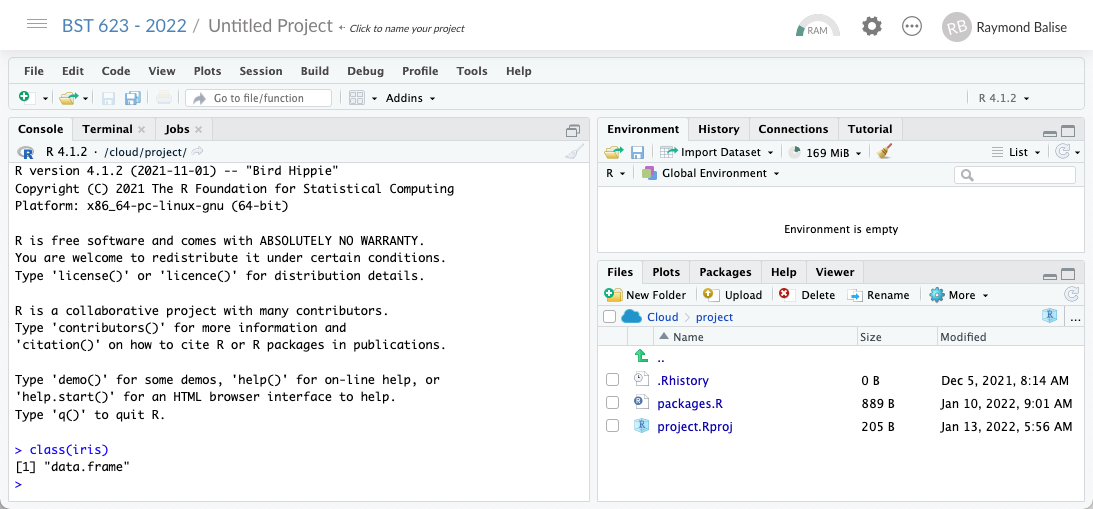 BST 623 - 2022 / Untitled Project ← Click to name your project
RAM
RB Raymond Balise
File Edit Code View Plots Session Build Debug Profile Tools Help
Go to file/function Addins R 4.1.2
Console Terminal × Jobs ×
R 4.1.2 · /cloud/project/
R version 4.1.2 (2021-11-01) -- "Bird Hippie"
Copyright (C) 2021 The R Foundation for Statistical Computing
Platform: x86_64-pc-linux-gnu (64-bit)
R is free software and comes with ABSOLUTELY NO WARRANTY.
You are welcome to redistribute it under certain conditions.
Type 'license()' or 'licence()' for distribution details.
R is a collaborative project with many contributors.
Type 'contributors()' for more information and
'citation()' on how to cite R or R packages in publications.
Type 'demo()' for some demos, 'help()' for on-line help, or
'help.start()' for an HTML browser interface to help.
Type 'q()' to quit R.
> class(iris)
[1] "data.frame"
>
Environment History Connections Tutorial
Import Dataset 169 MiB List
R Global Environment
Environment is empty
Files Plots Packages Help Viewer
New Folder Upload Delete Rename More
Cloud > project R ...
Name Size Modified
..
.Rhistory 0 B Dec 5, 2021, 8:14 AM
packages.R 889 B Jan 10, 2022, 9:01 AM
project.Rproj 205 B Jan 13, 2022, 5:56 AM